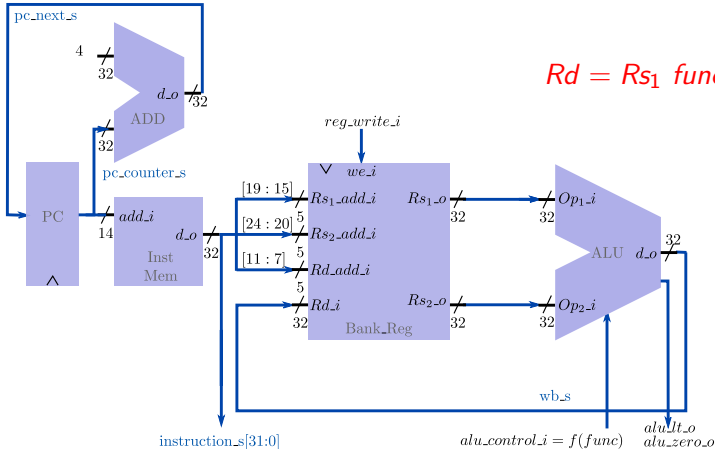 pc_next_s
4
32
d_o
32
ADD
32
pc_counter_s
Rd = Rs1 func
reg_write_i
we_i
PC
add_i
14
d_o
32
Inst
Mem
[19 : 15]
Rs1_add_i
5
[24 : 20]
Rs2_add_i
5
[11 : 7]
Rd_add_i
5
Rd_i
32
Rs1_o
32
Rs2_o
32
Bank_Reg
Op1_i
32
ALU
d_o
32
Op2_i
32
wb_s
instruction_s[31:0]
alu_control_i = f(func)
alu_lt_o
alu_zero_o